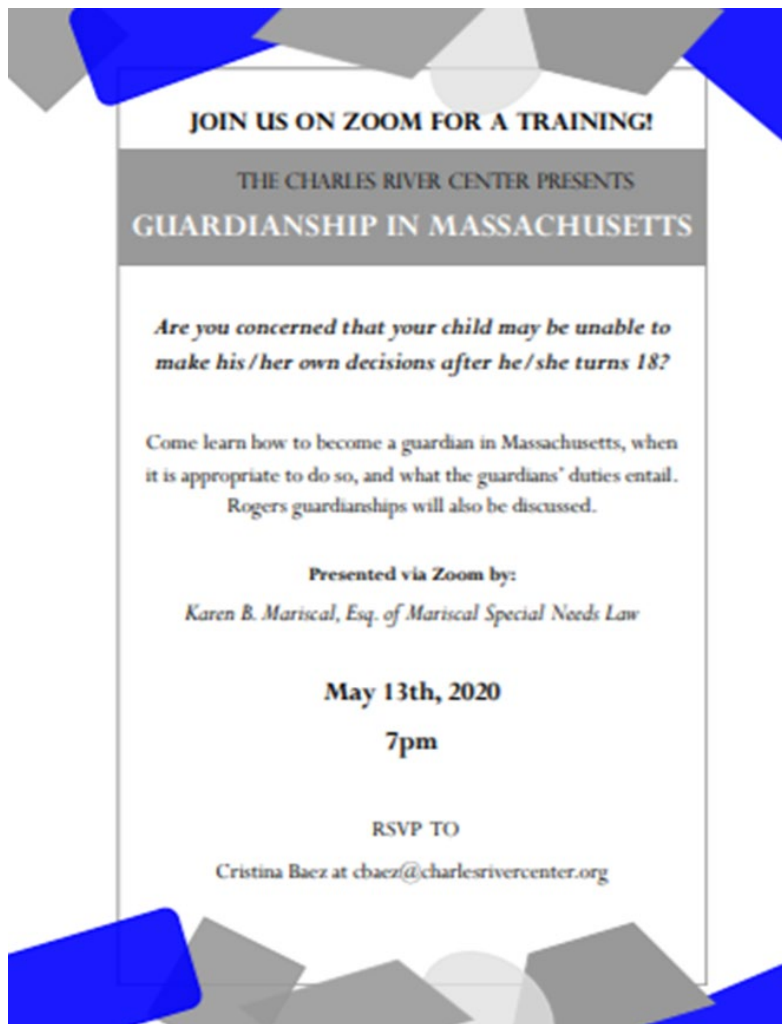 JOIN US ON ZOOM FOR A TRAINING!
THE CHARLES RIVER CENTER PRESENTS
GUARDIANSHIP IN MASSACHUSETTS
Are you concerned that your child may be unable to
make his/her own decisions after he/she turns 18?
Come learn how to become a guardian in Massachusetts, when
it is appropriate to do so, and what the guardians' duties entail.
Rogers guardianships will also be discussed.
Presented via Zoom by:
Karen B. Mariscal, Esq. of Mariscal Special Needs Law
May 13th, 2020
7pm
RSVP TO
Cristina Baez at cbaez@charlesrivercenter.org